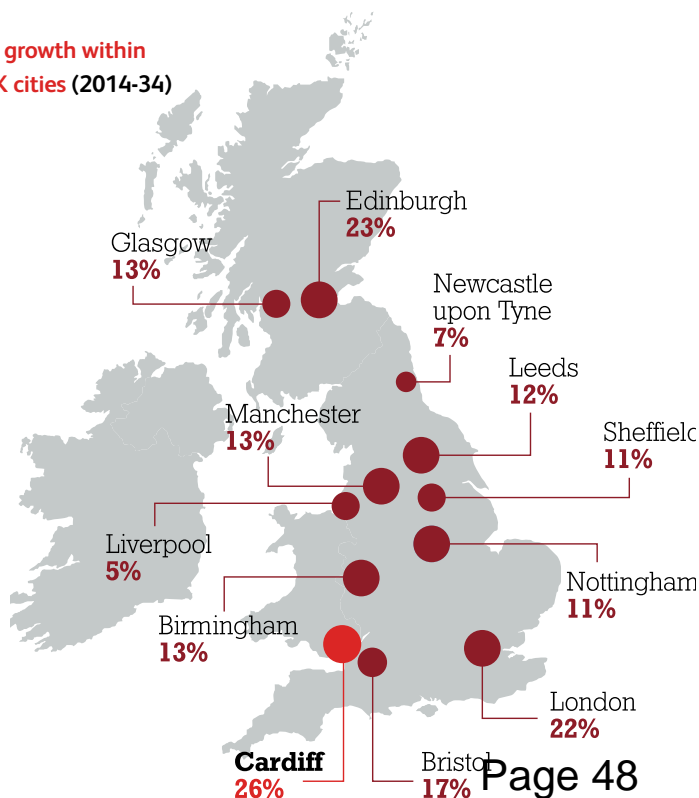 growth within
K cities (2014-34)
Edinburgh
23%
Glasgow
13%
Newcastle
upon Tyne
7%
Leeds
12%
Manchester
13%
Sheffield
11%
Liverpool
5%
Nottingham
11%
Birmingham
13%
London
22%
Cardiff
26%
Bristol
17%
Page 48